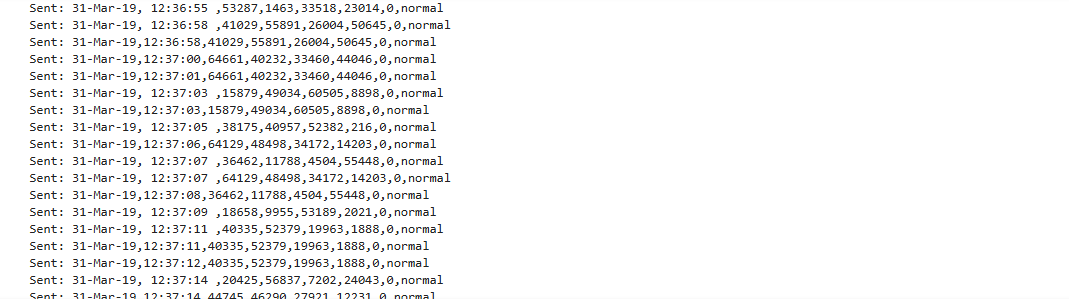 Sent: 31-Mar-19, 12:36:55 ,53287,1463,33518,23014,0,normal
Sent: 31-Mar-19, 12:36:58 ,41029,55891,26004,50645,0,normal
Sent: 31-Mar-19,12:36:58,41029,55891,26004,50645,0,normal
Sent: 31-Mar-19,12:37:00,64661,40232,33460,44046,0,normal
Sent: 31-Mar-19,12:37:01,64661,40232,33460,44046,0,normal
Sent: 31-Mar-19, 12:37:03 ,15879,49034,60505,8898,0,normal
Sent: 31-Mar-19,12:37:03,15879,49034,60505,8898,0,normal
Sent: 31-Mar-19, 12:37:05 ,38175,40957,52382,216,0,normal
Sent: 31-Mar-19,12:37:06,64129,48498,34172,14203,0,normal
Sent: 31-Mar-19, 12:37:07 ,36462,11788,4504,55448,0,normal
Sent: 31-Mar-19, 12:37:07 ,64129,48498,34172,14203,0,normal
Sent: 31-Mar-19,12:37:08,36462,11788,4504,55448,0,normal
Sent: 31-Mar-19, 12:37:09 ,18658,9955,53189,2021,0,normal
Sent: 31-Mar-19, 12:37:11 ,40335,52379,19963,1888,0,normal
Sent: 31-Mar-19,12:37:11,40335,52379,19963,1888,0,normal
Sent: 31-Mar-19,12:37:12,40335,52379,19963,1888,0,normal
Sent: 31-Mar-19, 12:37:14 ,20425,56837,7202,24043,0,normal
Sent: 31-Mar-19,12:37:14,44745,46290,27921,12231,0,normal